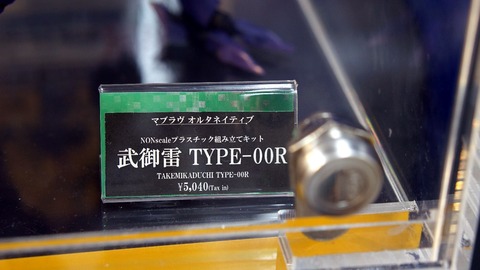 マブラヴ オルタネイティブ
NONscaleプラスチック組み立てキット
武御雷 TYPE-00R
TAKEMIKADUCHI TYPE-00R
¥5,040(Tax in)